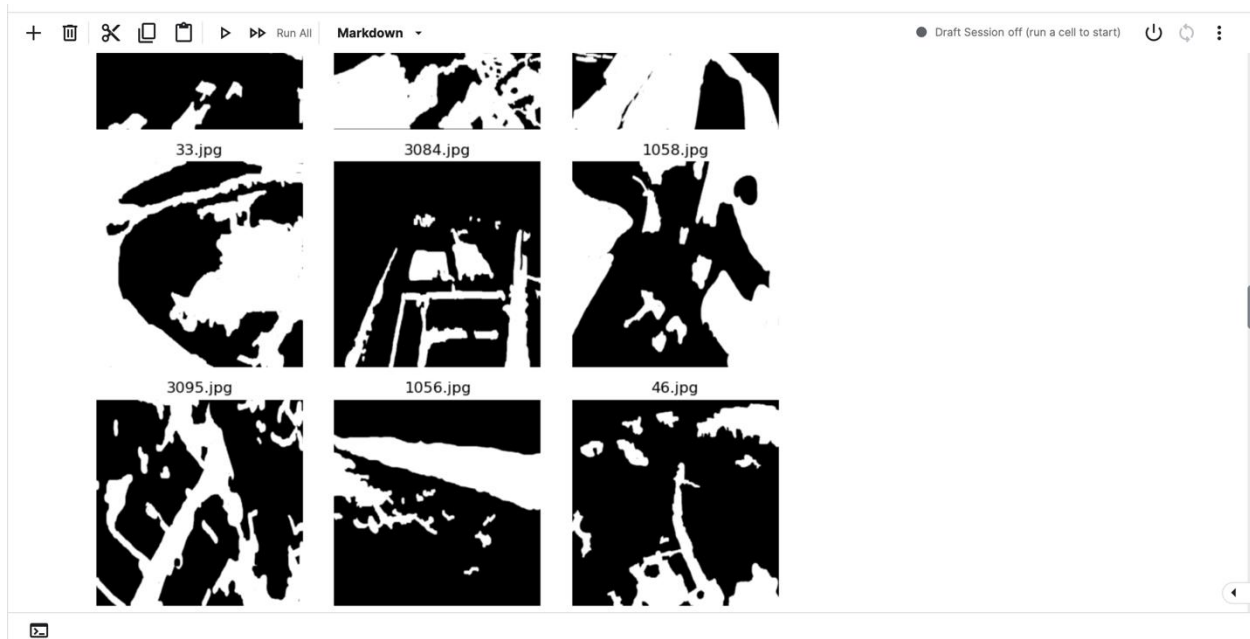 Run All Markdown Draft Session off (run a cell to start)
33.jpg 3084.jpg 1058.jpg
3095.jpg 1056.jpg 46.jpg